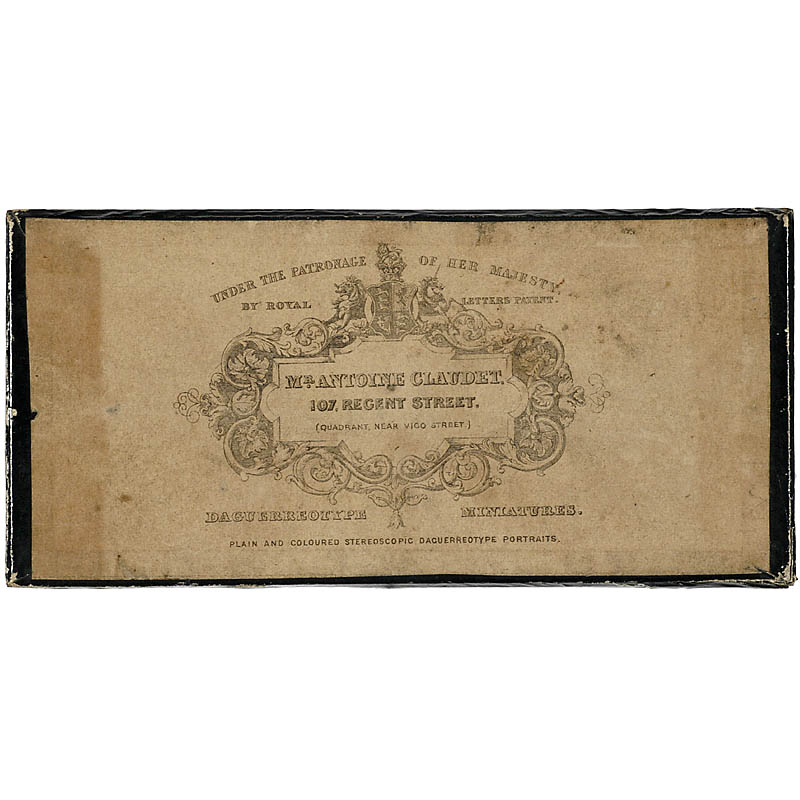 UNDER THE PATRONAGE OF HER MAJESTY,
BY ROYAL LETTERS PATENT.
MR. ANTOINE CLAUDET,
107, REGENT STREET,
(QUADRANT, NEAR VIGO STREET.)
DAGUERREOTYPE MINIATURES.
PLAIN AND COLOURED STEREOSCOPIC DAGUERREOTYPE PORTRAITS.